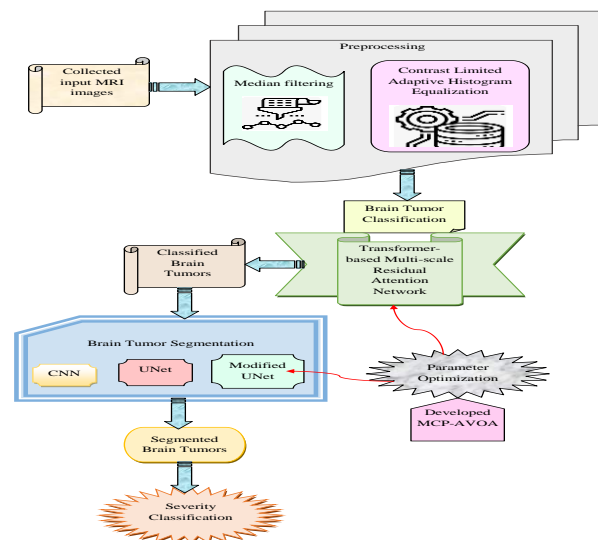 Preprocessing
Collected
input MRI
images
Median filtering
Contrast Limited
Adaptive Histogram
Equalization
Brain Tumor
Classification
Transformer-
based Multi-scale
Residual
Attention
Network
Classified
Brain
Tumors
Brain Tumor Segmentation
CNN
UNet
Modified
UNet
Parameter
Optimization
Developed
MCP-AVOA
Segmented
Brain Tumors
Severity
Classification